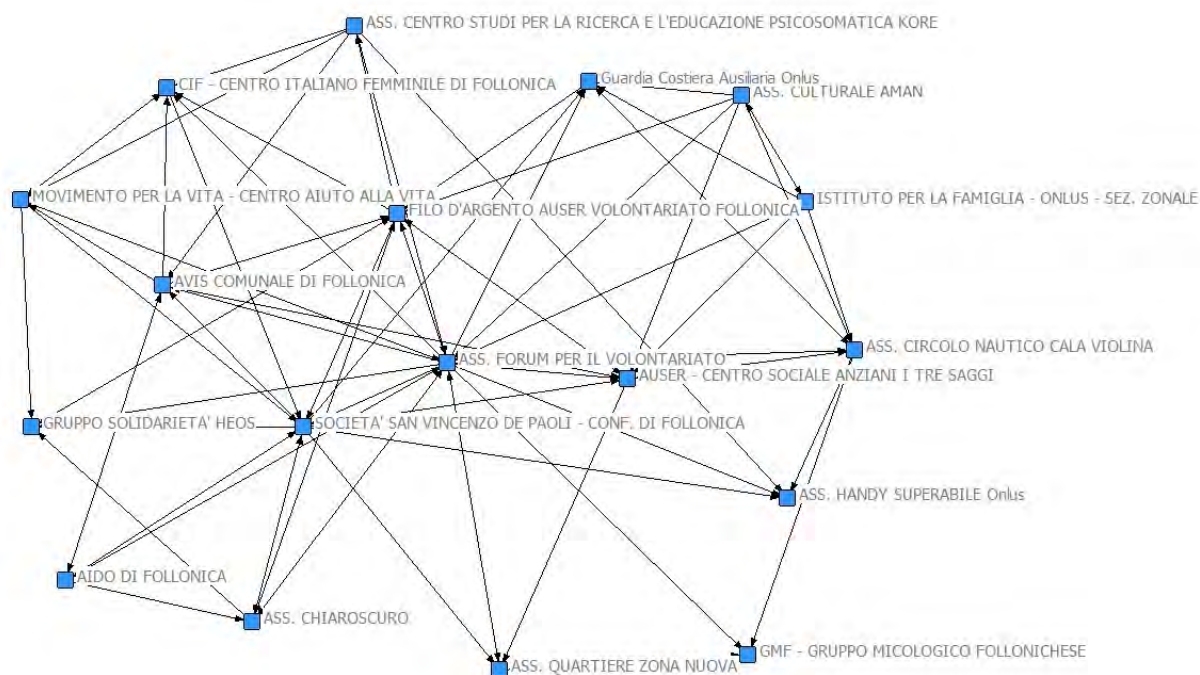 ASS. CENTRO STUDI PER LA RICERCA E L'EDUCAZIONE PSICOSOMATICA KORE
CIF - CENTRO ITALIANO FEMMINILE DI FOLLONICA
Guardia Costiera Ausiliaria Onlus
ASS. CULTURALE AMAN
MOVIMENTO PER LA VITA - CENTRO AIUTO ALLA VITA
FILO D'ARGENTO AUSER VOLONTARIATO FOLLONICA
ISTITUTO PER LA FAMIGLIA - ONLUS - SEZ. ZONALE
AVIS COMUNALE DI FOLLONICA
ASS. FORUM PER IL VOLONTARIATO
ASS. CIRCOLO NAUTICO CALA VIOLINA
AUSER - CENTRO SOCIALE ANZIANI I TRE SAGGI
GRUPPO SOLIDARIETA' HEOS
SOCIETA' SAN VINCENZO DE PAOLI - CONF. DI FOLLONICA
ASS. HANDY SUPERABILE Onlus
AIDO DI FOLLONICA
ASS. CHIAROSCURO
GMF - GRUPPO MICOLOGICO FOLLONICHESE
ASS. QUARTIERE ZONA NUOVA